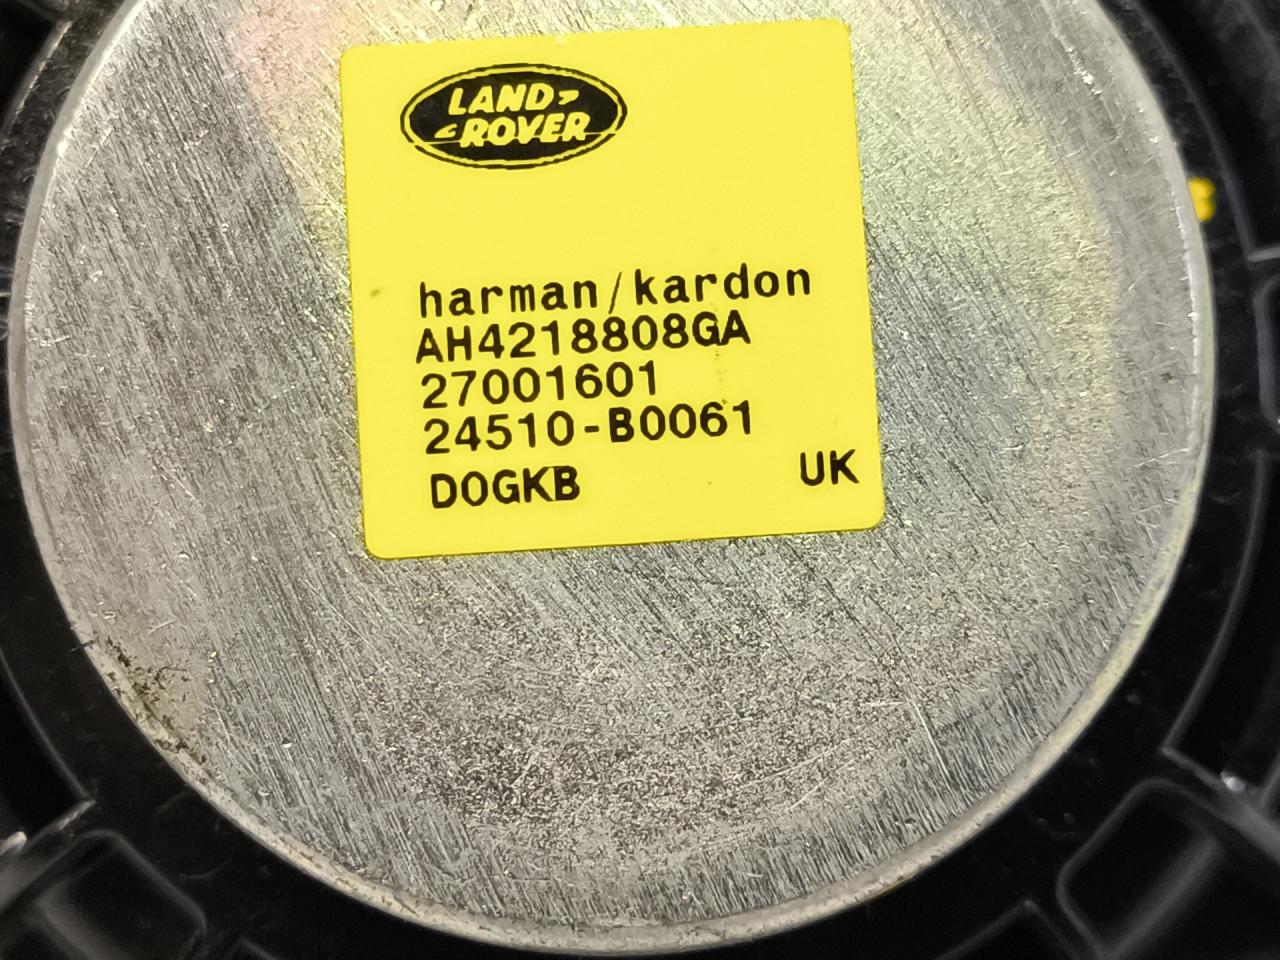 LAND
ROVER
harman/kardon
AH4218808GA
27001601
24510-B0061
D0GKB UK